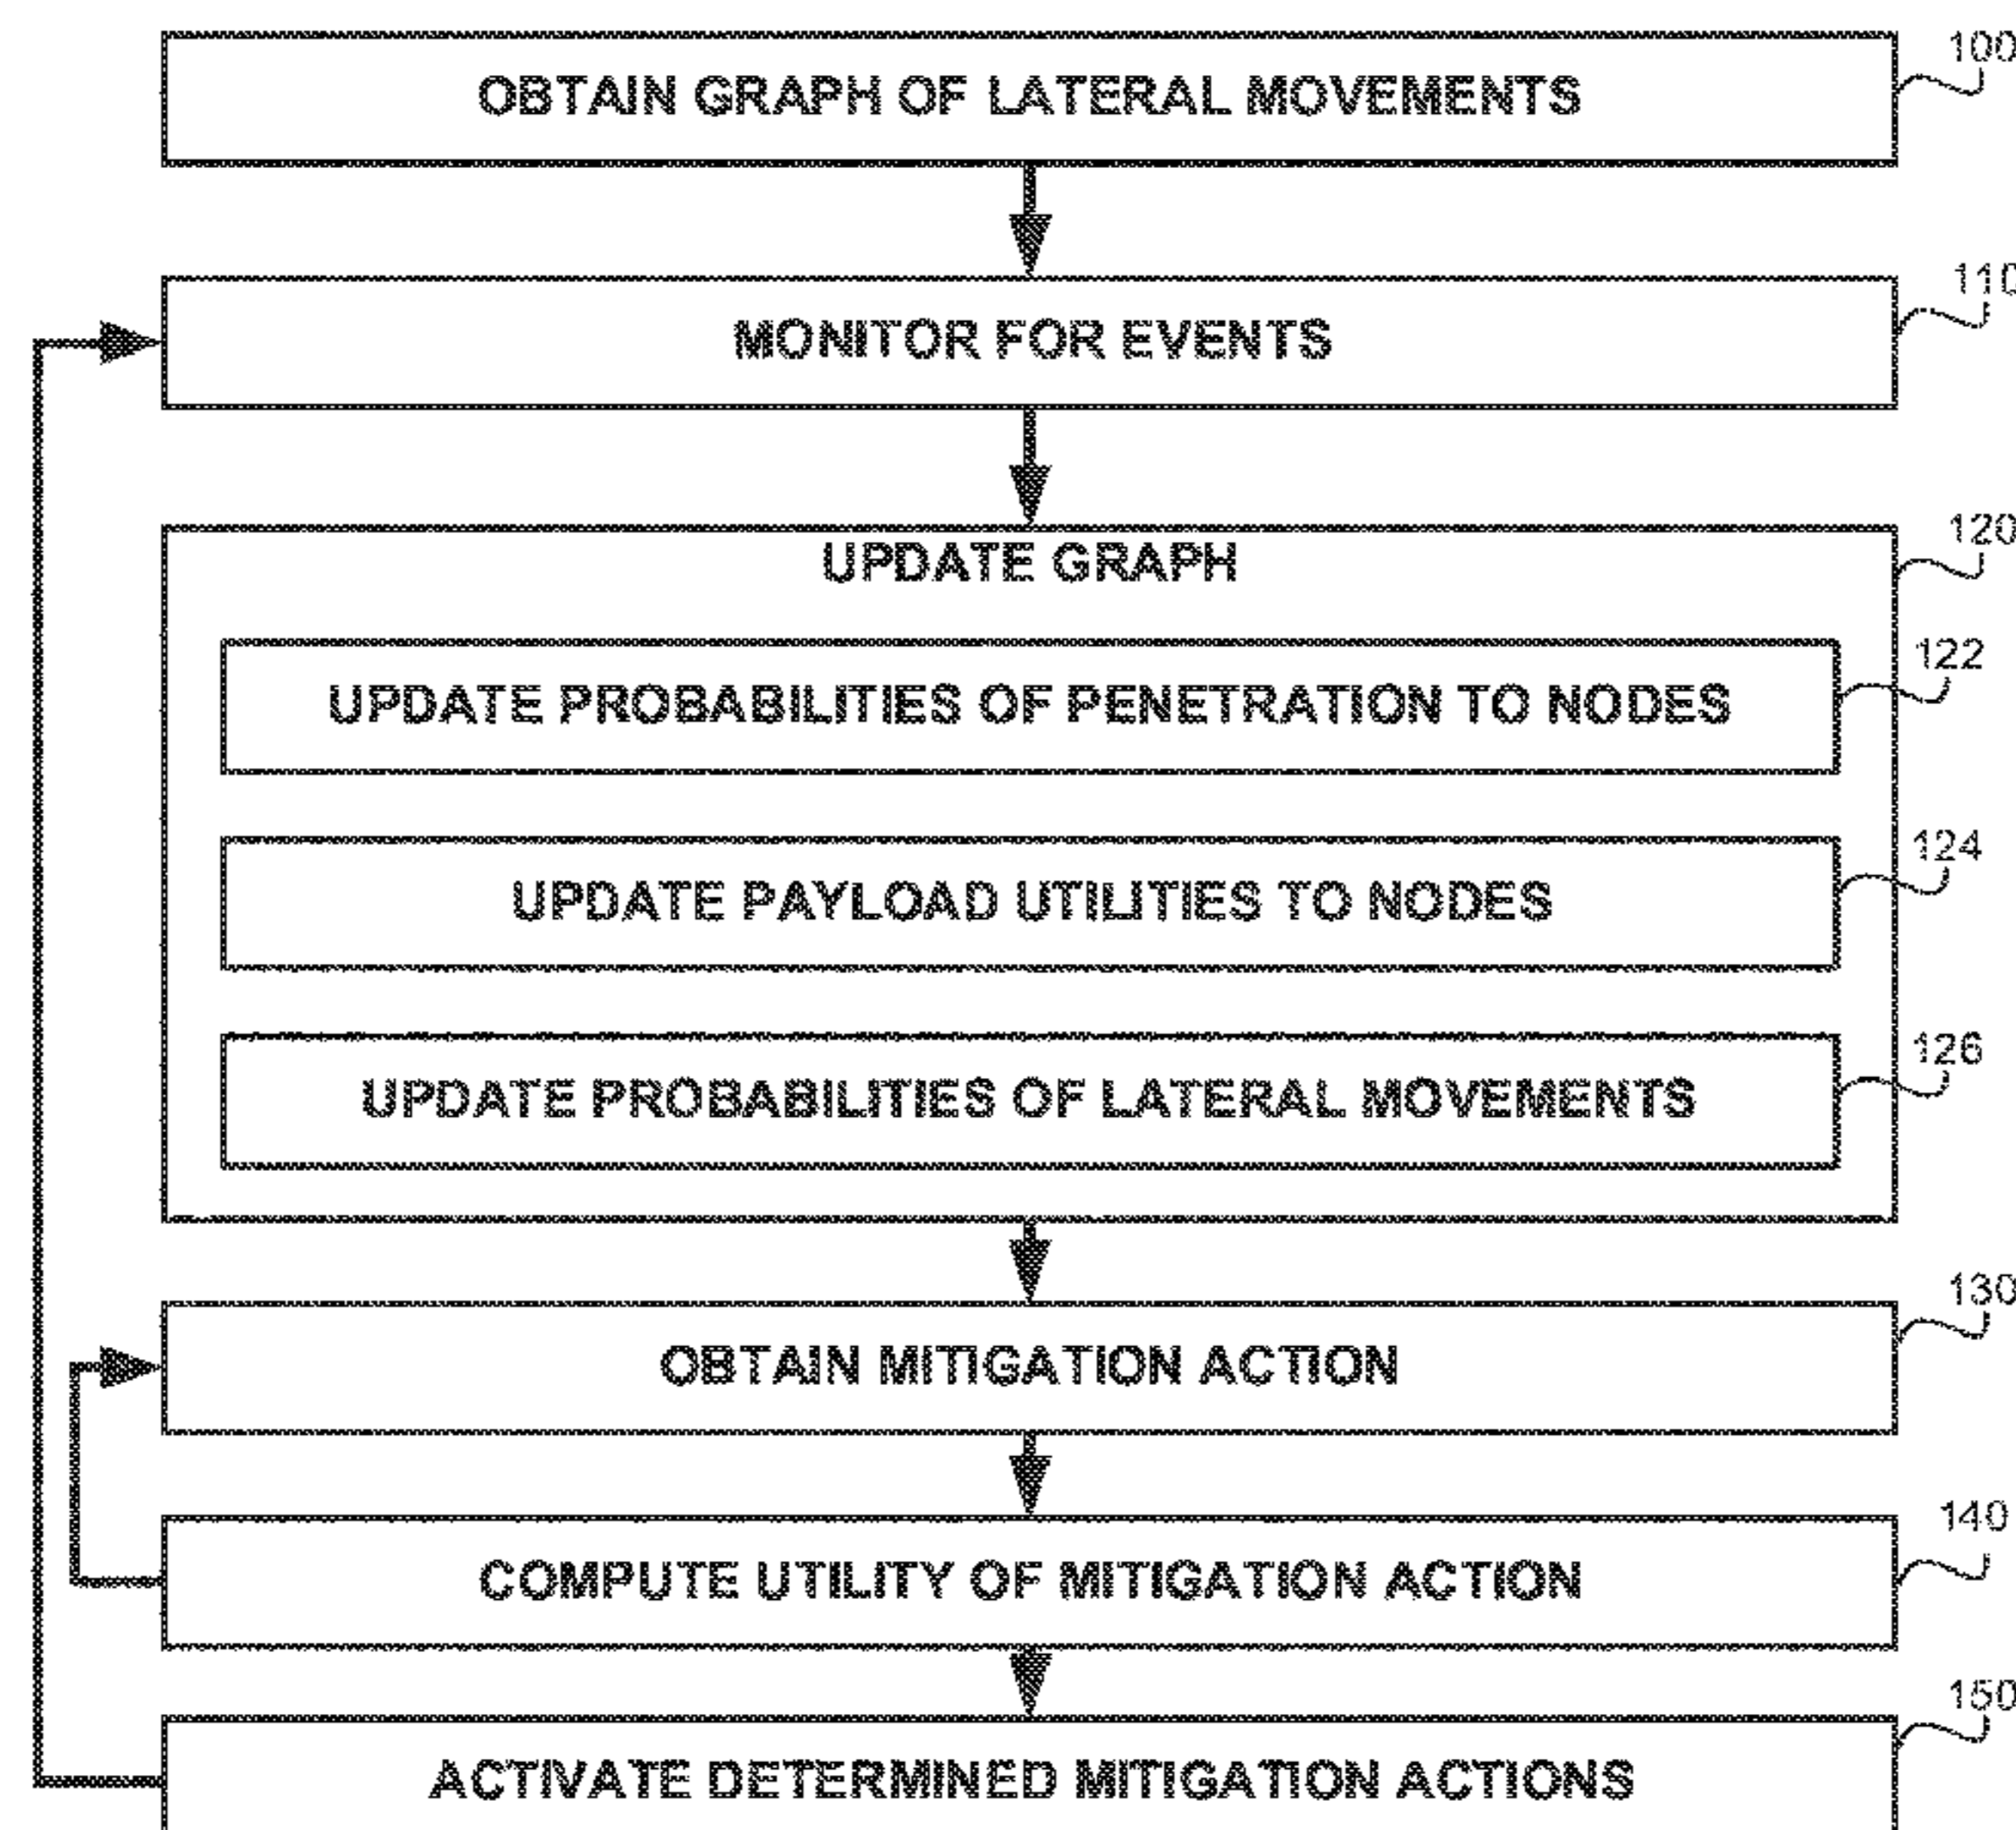 OBTAIN GRAPH OF LATERAL MOVEMENTS
100
MONITOR FOR EVENTS
110
UPDATE GRAPH
120
UPDATE PROBABILITIES OF PENETRATION TO NODES
122
UPDATE PAYLOAD UTILITIES TO NODES
124
UPDATE PROBABILITIES OF LATERAL MOVEMENTS
126
OBTAIN MITIGATION ACTION
130
COMPUTE UTILITY OF MITIGATION ACTION
140
ACTIVATE DETERMINED MITIGATION ACTIONS
150